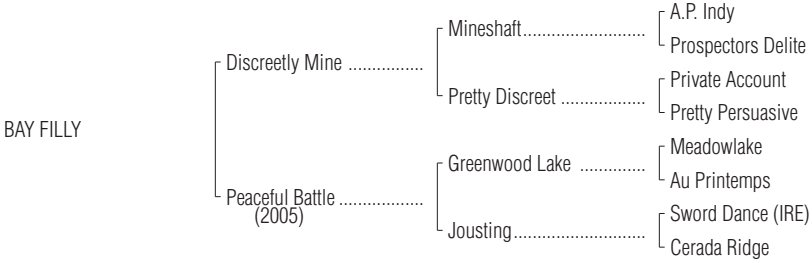 A.P. Indy
Mineshaft..........................
Prospectors Delite
Discreetly Mine ................
Private Account
Pretty Discreet ..................
Pretty Persuasive
BAY FILLY
Meadowlake
Greenwood Lake ..............
Au Printemps
Peaceful Battle ..................
(2005)
Sword Dance (IRE)
Jousting............................
Cerada Ridge